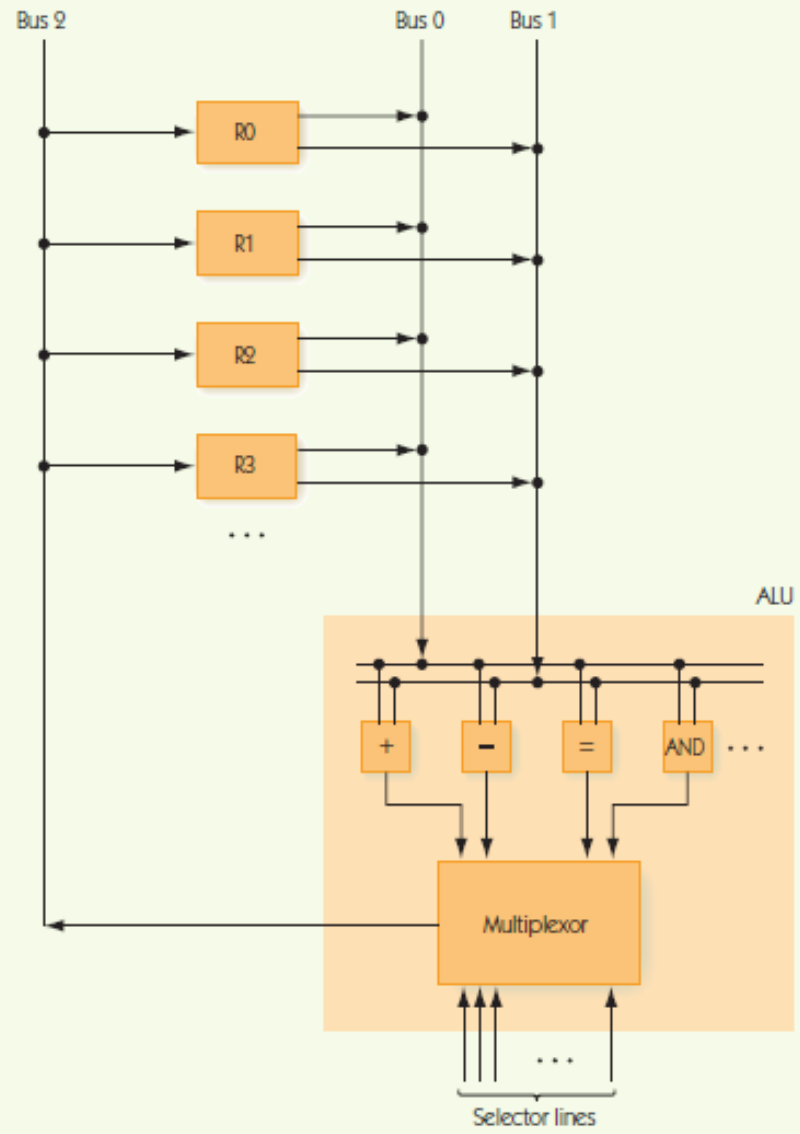 Bus 2 Bus 0 Bus 1
R0
R1
R2
R3
...
ALU
+ - = AND ...
Multiplexor
...
Selector lines